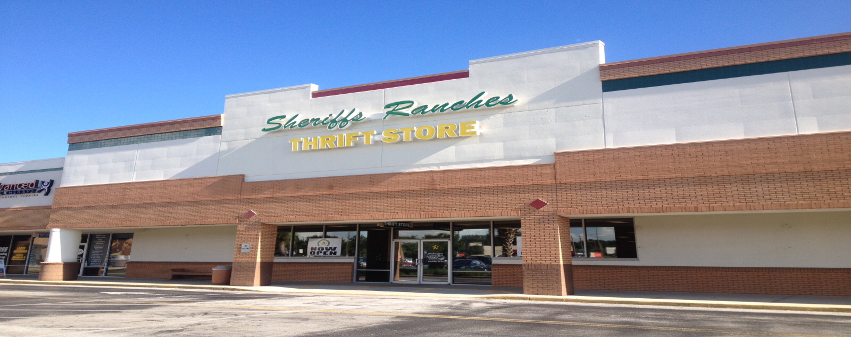 Sheriffs Ranches
THRIFT STORE
NOW
OPEN